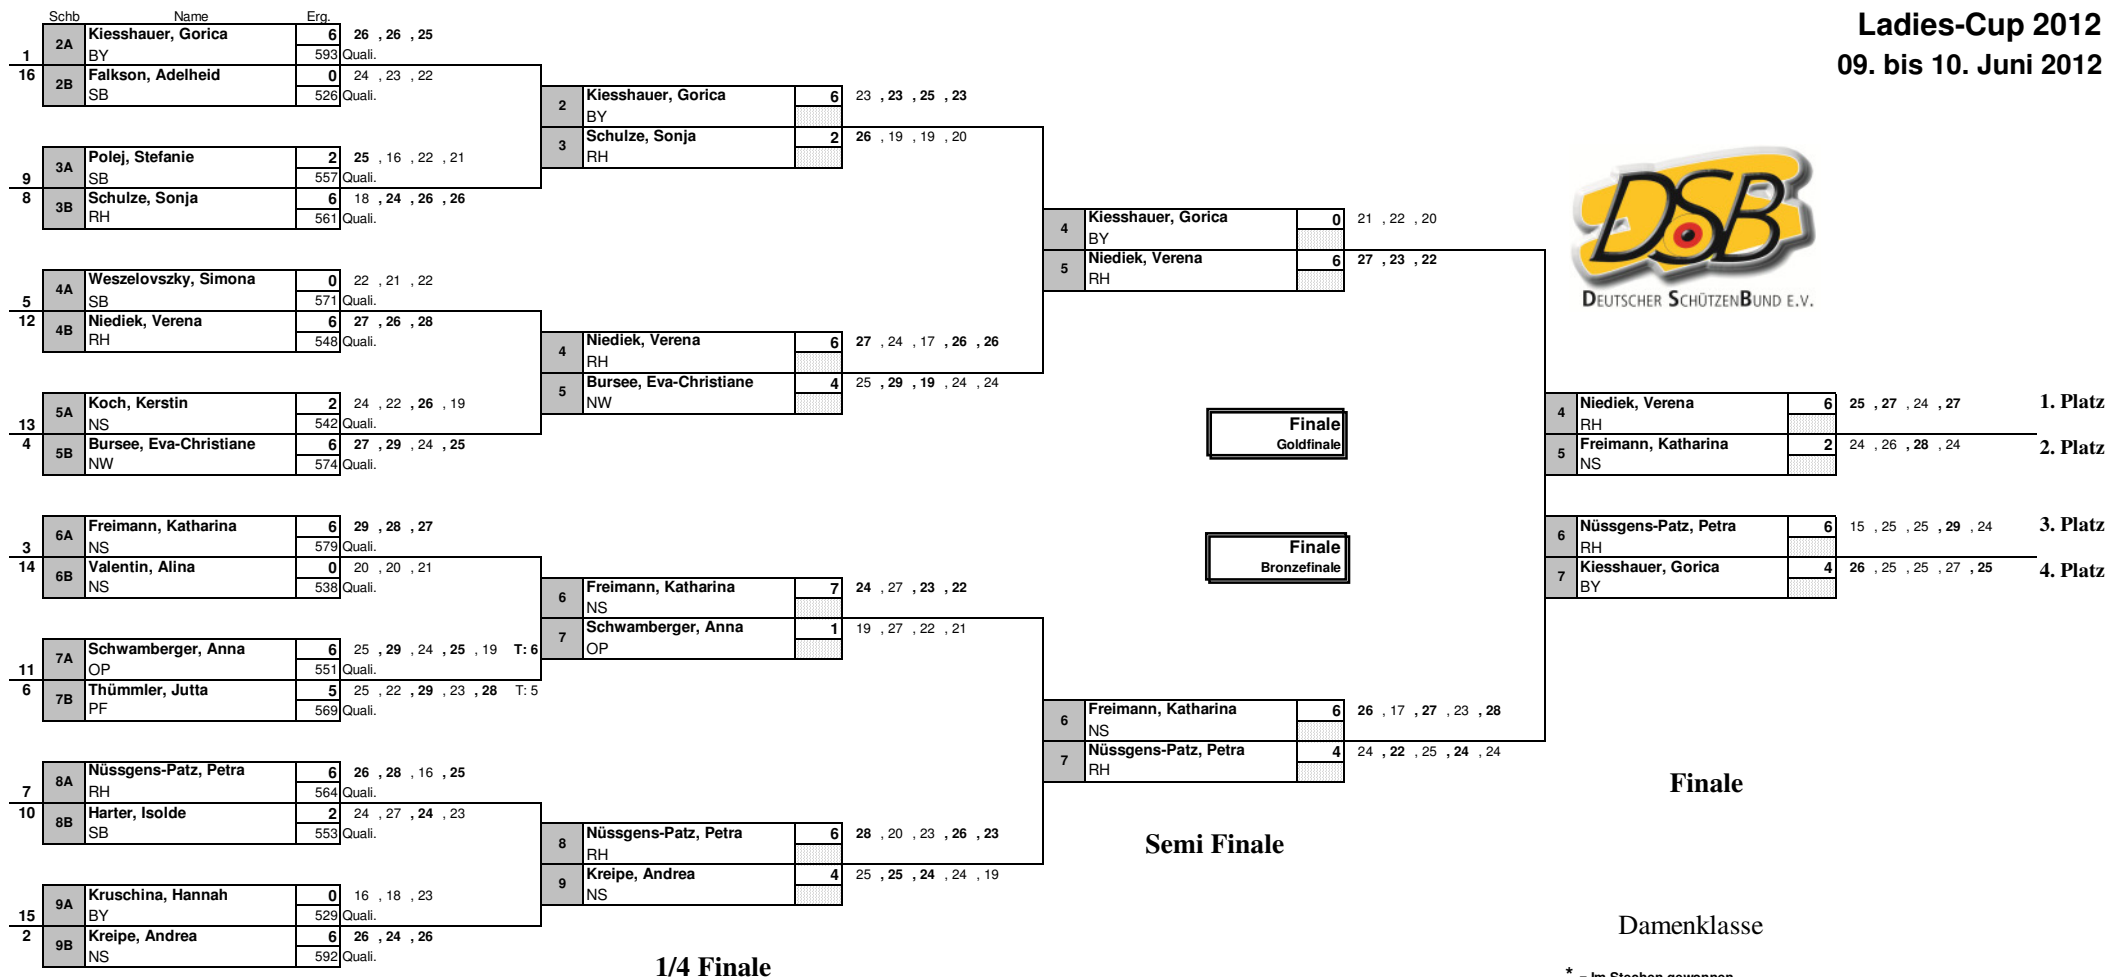 Ladies-Cup 2012
09. bis 10. Juni 2012
Schb Name Erg.
2A Kiesshauer, Gorica 6 26 , 26 , 25
1 BY 593 Quali.
16 2B Falkson, Adelheid 0 24 , 23 , 22
SB 526 Quali.
3A Polej, Stefanie 2 25 , 16 , 22 , 21
9 SB 557 Quali.
8 3B Schulze, Sonja 6 18 , 24 , 26 , 26
RH 561 Quali.
4A Weszelovszky, Simona 0 22 , 21 , 22
5 SB 571 Quali.
12 4B Niediek, Verena 6 27 , 26 , 28
RH 548 Quali.
5A Koch, Kerstin 2 24 , 22 , 26 , 19
13 NS 542 Quali.
4 5B Bursee, Eva-Christiane 6 27 , 29 , 24 , 25
NW 574 Quali.
6A Freimann, Katharina 6 29 , 28 , 27
3 NS 579 Quali.
14 6B Valentin, Alina 0 20 , 20 , 21
NS 538 Quali.
7A Schwamberger, Anna 6 25 , 29 , 24 , 25 , 19 T: 6
11 OP 551 Quali.
6 7B Thümmler, Jutta 5 25 , 22 , 29 , 23 , 28 T: 5
PF 569 Quali.
8A Nüssgens-Patz, Petra 6 26 , 28 , 16 , 25
7 RH 564 Quali.
10 8B Harter, Isolde 2 24 , 27 , 24 , 23
SB 553 Quali.
9A Kruschina, Hannah 0 16 , 18 , 23
15 BY 529 Quali.
2 9B Kreipe, Andrea 6 26 , 24 , 26
NS 592 Quali.
2 Kiesshauer, Gorica 6 23 , 23 , 25 , 23
BY
3 Schulze, Sonja 2 26 , 19 , 19 , 20
RH
4 Niediek, Verena 6 27 , 24 , 17 , 26 , 26
RH
5 Bursee, Eva-Christiane 4 25 , 29 , 19 , 24 , 24
NW
6 Freimann, Katharina 7 24 , 27 , 23 , 22
NS
7 Schwamberger, Anna 1 19 , 27 , 22 , 21
OP
8 Nüssgens-Patz, Petra 6 28 , 20 , 23 , 26 , 23
RH
9 Kreipe, Andrea 4 25 , 25 , 24 , 24 , 19
NS
1/4 Finale
4 Kiesshauer, Gorica 0 21 , 22 , 20
BY
5 Niediek, Verena 6 27 , 23 , 22
RH
Finale
Goldfinale
Finale
Bronzefinale
6 Freimann, Katharina 6 26 , 17 , 27 , 23 , 28
NS
7 Nüssgens-Patz, Petra 4 24 , 22 , 25 , 24 , 24
RH
Semi Finale
DSB
DEUTSCHER SCHÜTZENBUND E.V.
4 Niediek, Verena 6 25 , 27 , 24 , 27 1. Platz
RH
5 Freimann, Katharina 2 24 , 26 , 28 , 24 2. Platz
NS
6 Nüssgens-Patz, Petra 6 15 , 25 , 25 , 29 , 24 3. Platz
RH
7 Kiesshauer, Gorica 4 26 , 25 , 25 , 27 , 25 4. Platz
BY
Finale
Damenklasse
* = Im Stechen gewonnen